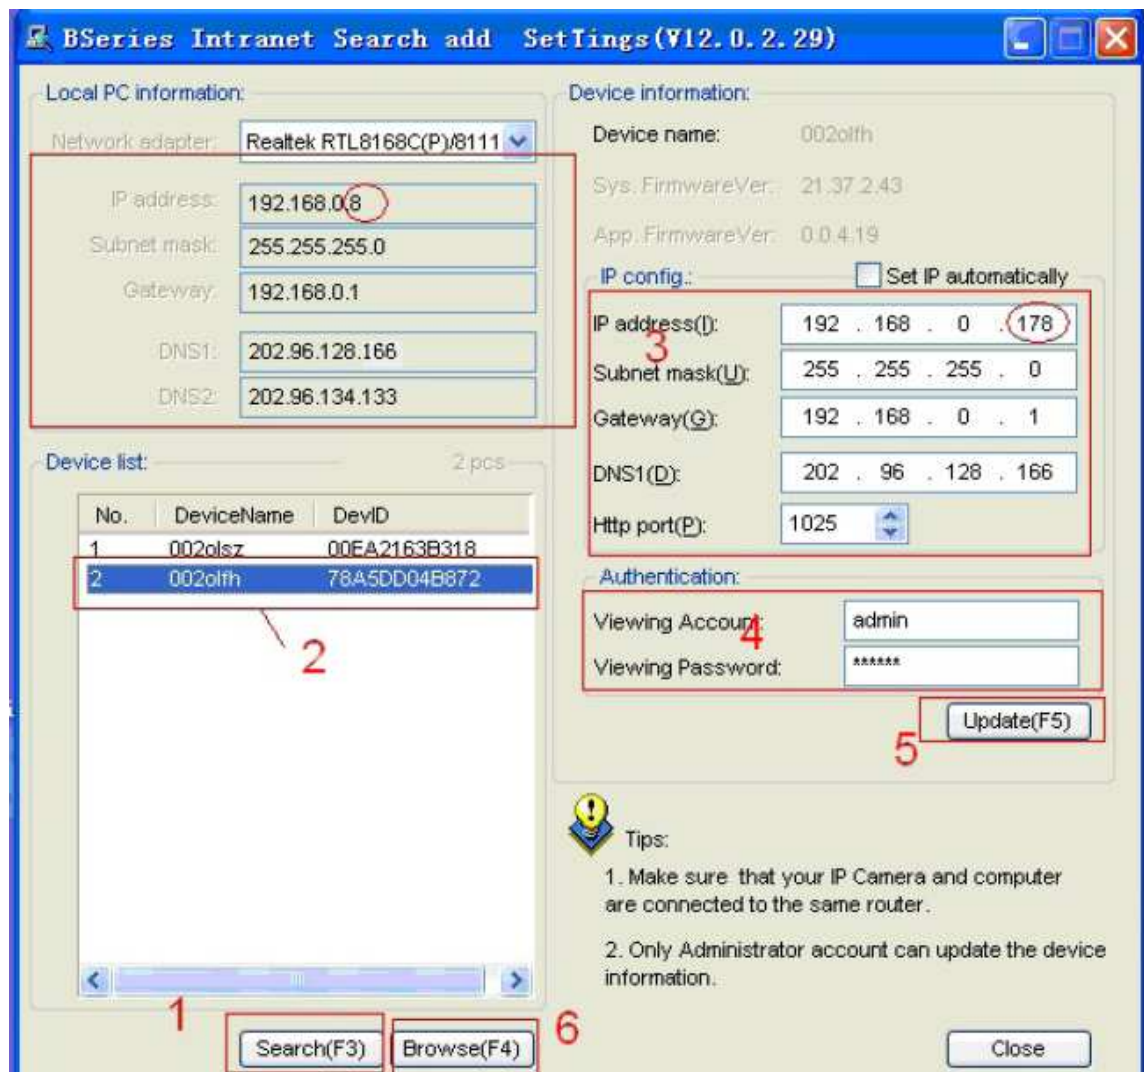 BSeries Intranet Search add SetTings(V12.0.2.29)
Local PC information:
Network adapter: Realtek RTL8168C(P)/8111
IP address: 192.168.0.8
Subnet mask: 255.255.255.0
Gateway: 192.168.0.1
DNS1: 202.96.128.166
DNS2: 202.96.134.133
Device list: 2 pcs
No. DeviceName DevID
1 002olsz 00EA2163B318
2 002olfh 78A5DD04B872
2
1
Search(F3)
Browse(F4)
6
Device information:
Device name: 002olfh
Sys. FirmwareVer: 21.37.2.43
App. FirmwareVer: 0.0.4.19
IP config.: Set IP automatically
IP address(I): 192 . 168 . 0 . 178
3
Subnet mask(U): 255 . 255 . 255 . 0
Gateway(G): 192 . 168 . 0 . 1
DNS1(D): 202 . 96 . 128 . 166
Http port(P): 1025
Authentication:
Viewing Account: admin
4
Viewing Password: ******
Update(F5)
5
Tips:
1. Make sure that your IP Camera and computer
are connected to the same router.
2. Only Administrator account can update the device
information.
Close